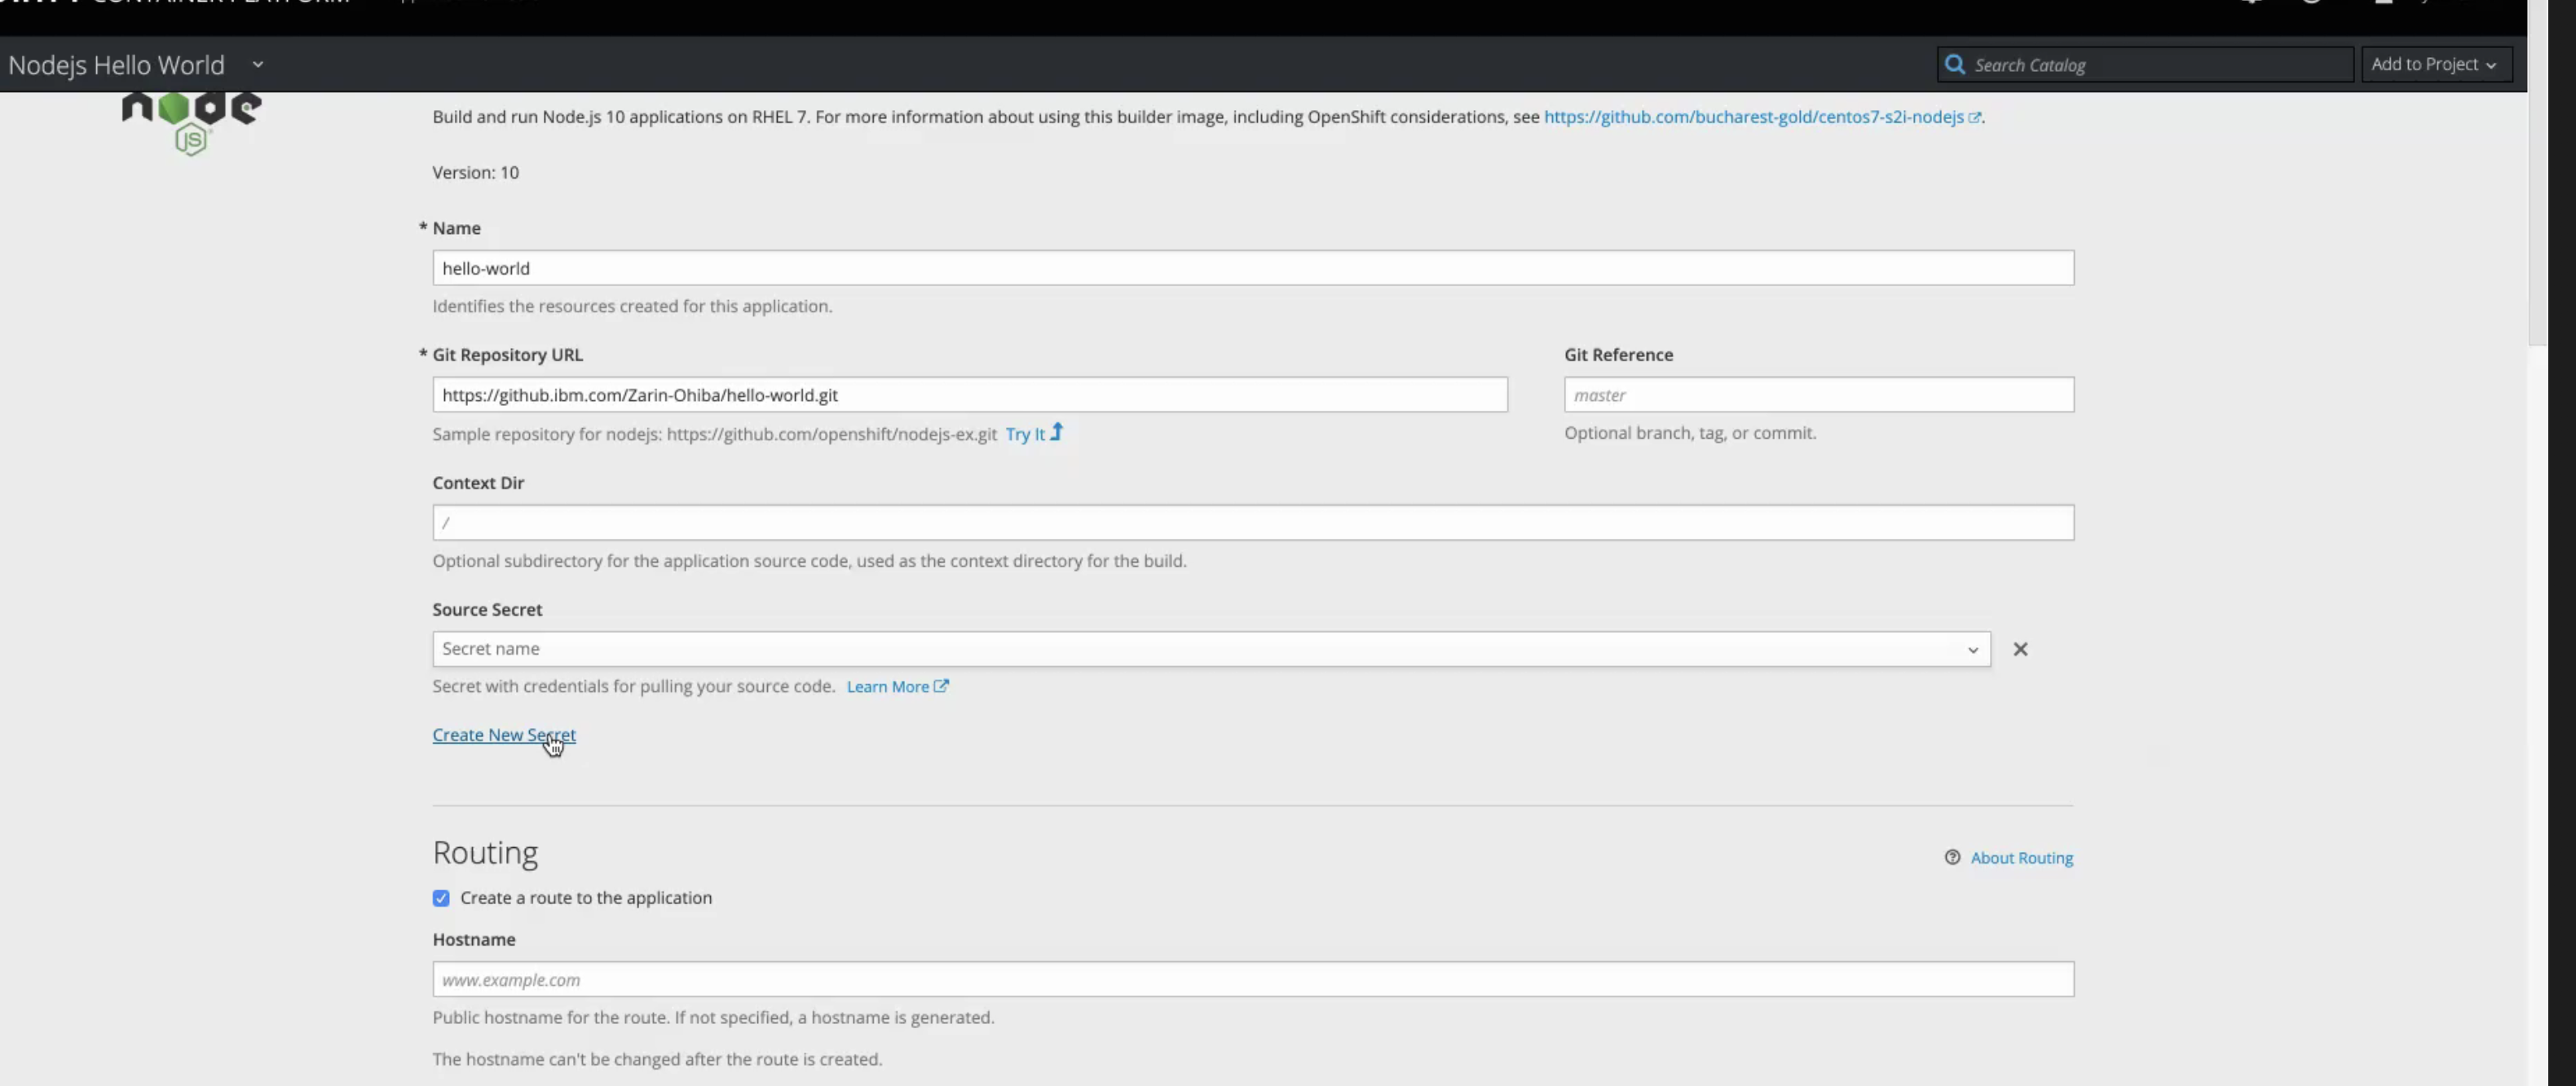 CONTAINER PLATFORM
Nodejs Hello World
Search Catalog
Add to Project
node
JS
Build and run Node.js 10 applications on RHEL 7. For more information about using this builder image, including OpenShift considerations, see https://github.com/bucharest-gold/centos7-s2i-nodejs.
Version: 10
* Name
hello-world
Identifies the resources created for this application.
* Git Repository URL
Git Reference
https://github.ibm.com/Zarin-Ohiba/hello-world.git
master
Sample repository for nodejs: https://github.com/openshift/nodejs-ex.git Try It
Optional branch, tag, or commit.
Context Dir
/
Optional subdirectory for the application source code, used as the context directory for the build.
Source Secret
Secret name
Secret with credentials for pulling your source code. Learn More
Create New Secret
Routing
About Routing
Create a route to the application
Hostname
www.example.com
Public hostname for the route. If not specified, a hostname is generated.
The hostname can't be changed after the route is created.